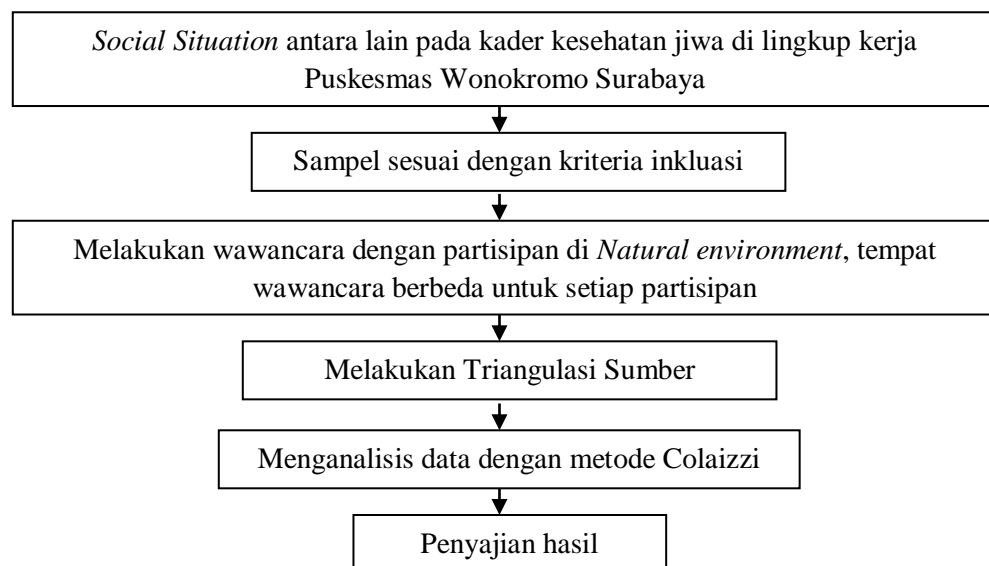 Social Situation antara lain pada kader kesehatan jiwa di lingkup kerja
Puskesmas Wonokromo Surabaya
Sampel sesuai dengan kriteria inkluasi
Melakukan wawancara dengan partisipan di Natural environment, tempat
wawancara berbeda untuk setiap partisipan
Melakukan Triangulasi Sumber
Menganalisis data dengan metode Colaizzi
Penyajian hasil